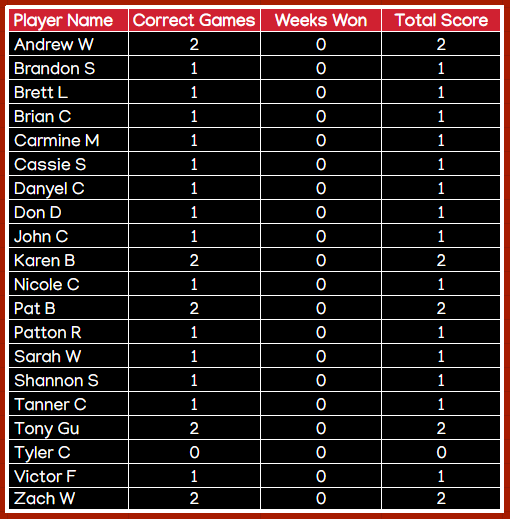 Player Name Correct Games Weeks Won Total Score
Andrew W 2 0 2
Brandon S 1 0 1
Brett L 1 0 1
Brian C 1 0 1
Carmine M 1 0 1
Cassie S 1 0 1
Danyel C 1 0 1
Don D 1 0 1
John C 1 0 1
Karen B 2 0 2
Nicole C 1 0 1
Pat B 2 0 2
Patton R 1 0 1
Sarah W 1 0 1
Shannon S 1 0 1
Tanner C 1 0 1
Tony Gu 2 0 2
Tyler C 0 0 0
Victor F 1 0 1
Zach W 2 0 2